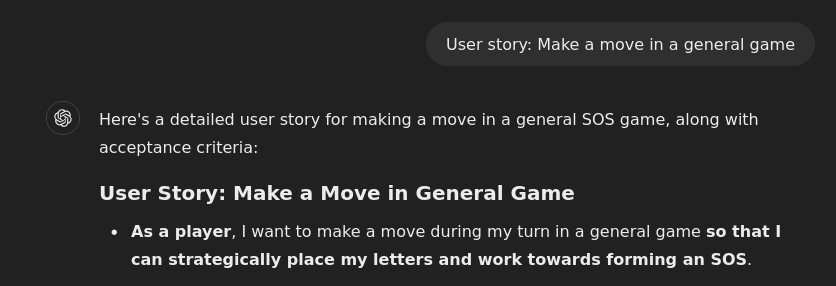 User story: Make a move in a general game
Here's a detailed user story for making a move in a general SOS game, along with
acceptance criteria:
User Story: Make a Move in General Game
• As a player, I want to make a move during my turn in a general game so that I
can strategically place my letters and work towards forming an SOS.